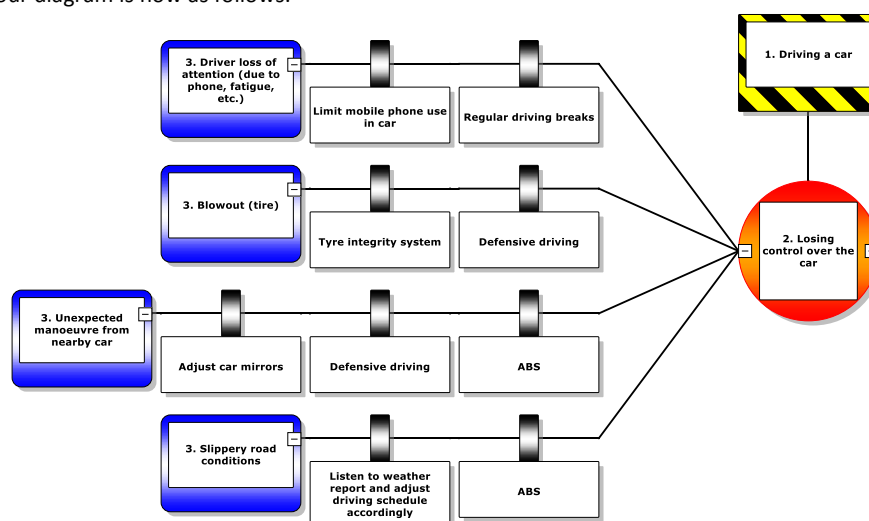 our diagram is now as follows:
1. Driving a car
3. Driver loss of
attention (due to
phone, fatigue,
etc.)
Limit mobile phone use
in car
Regular driving breaks
3. Blowout (tire)
Tyre integrity system
Defensive driving
2. Losing
control over the
car
3. Unexpected
manoeuvre from
nearby car
Adjust car mirrors
Defensive driving
ABS
3. Slippery road
conditions
Listen to weather
report and adjust
driving schedule
accordingly
ABS